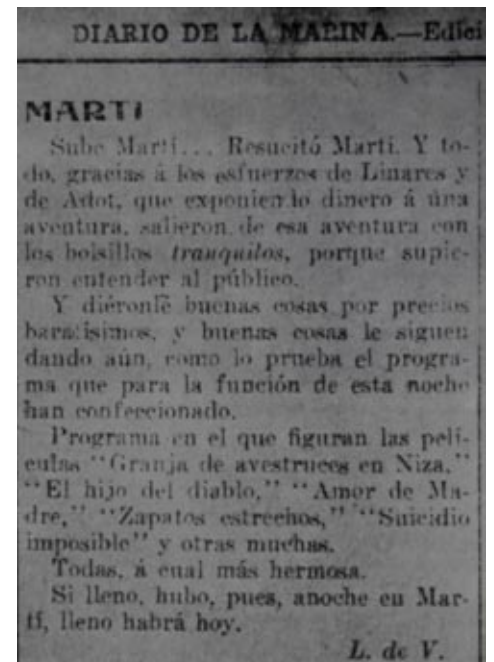 DIARIO DE LA MARINA.—Edici
MARTI
Sube Martí... Resucitó Martí. Y to-
do, gracias á los esfuerzos de Linares y
de Adot, que exponiendo dinero á una
aventura, salieron de esa aventura con
los bolsillos tranquilos, porque supie-
ron entender al público.
Y diéronle buenas cosas por precios
baratísimos, y buenas cosas le siguen
dando aún, como lo prueba el progra-
ma que para la función de esta noche
han confeccionado.
Programa en el que figuran las pelí-
culas "Granja de avestruces en Niza,"
"El hijo del diablo," "Amor de Ma-
dre," "Zapatos estrechos," "Suicidio
imposible" y otras muchas.
Todas, á cual más hermosa.
Si lleno, hubo, pues, anoche en Mar-
tí, lleno habrá hoy.
L. de V.